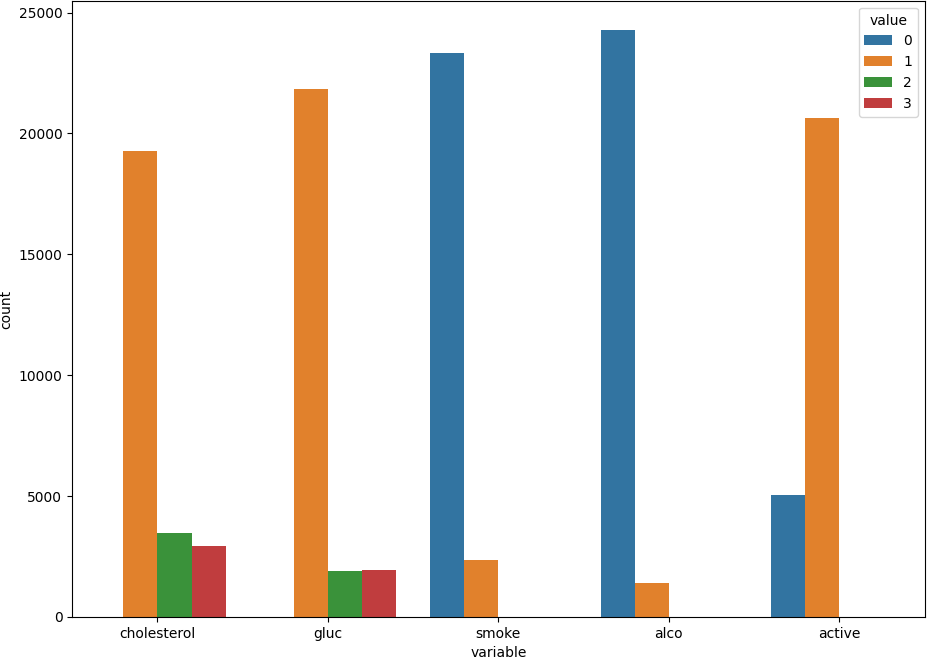 25000
20000
15000
10000
5000
0
count
value
0
1
2
3
cholesterol gluc smoke alco active
variable